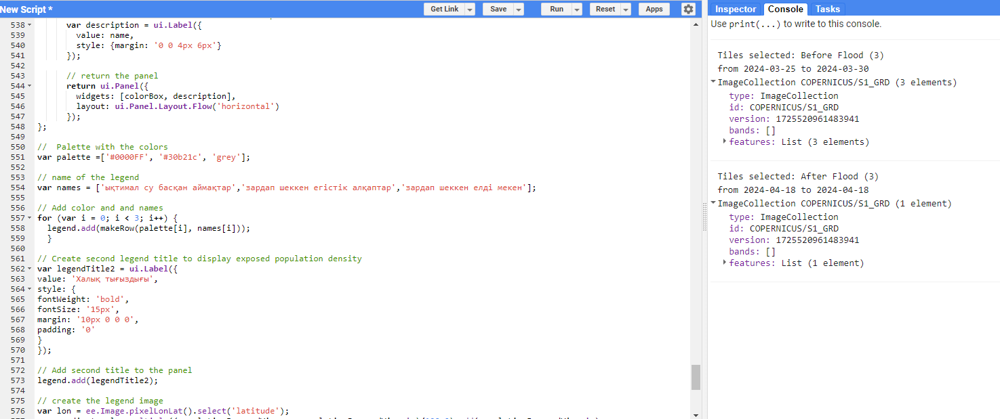 New Script *
Get Link Save Run Reset Apps
Inspector Console Tasks
538 var description = ui.Label({
539 value: name,
540 style: {margin: '0 0 4px 6px'}
541 });
542
543 // return the panel
544 return ui.Panel({
545 widgets: [colorBox, description],
546 layout: ui.Panel.Layout.Flow('horizontal')
547 });
548 };
549
550 //  Palette with the colors
551 var palette =['#0000FF', '#30b21c', 'grey'];
552
553 // name of the legend
554 var names = ['ықтимал су басқан аймақтар','зардап шеккен егістік алқаптар','зардап шеккен елді мекен'];
555
556 // Add color and and names
557 for (var i = 0; i < 3; i++) {
558 legend.add(makeRow(palette[i], names[i]));
559 }
560
561 // Create second legend title to display exposed population density
562 var legendTitle2 = ui.Label({
563 value: 'Халық тығыздығы',
564 style: {
565 fontWeight: 'bold',
566 fontSize: '15px',
567 margin: '10px 0 0 0',
568 padding: '0'
569 }
570 });
571
572 // Add second title to the panel
573 legend.add(legendTitle2);
574
575 // create the legend image
576 var lon = ee.Image.pixelLonLat().select('latitude');
Use print(...) to write to this console.
Tiles selected: Before Flood (3)
from 2024-03-25 to 2024-03-30
ImageCollection COPERNICUS/S1_GRD (3 elements)
type: ImageCollection
id: COPERNICUS/S1_GRD
version: 1725520961483941
bands: []
features: List (3 elements)
Tiles selected: After Flood (3)
from 2024-04-18 to 2024-04-18
ImageCollection COPERNICUS/S1_GRD (1 element)
type: ImageCollection
id: COPERNICUS/S1_GRD
version: 1725520961483941
bands: []
features: List (1 element)